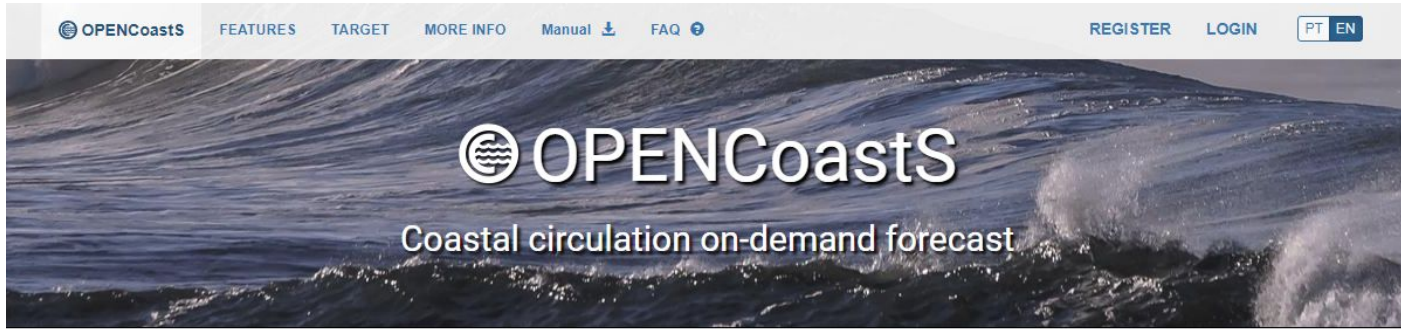 OPENCoastS FEATURES TARGET MORE INFO Manual FAQ REGISTER LOGIN PT EN
OPENCoastS
Coastal circulation on-demand forecast